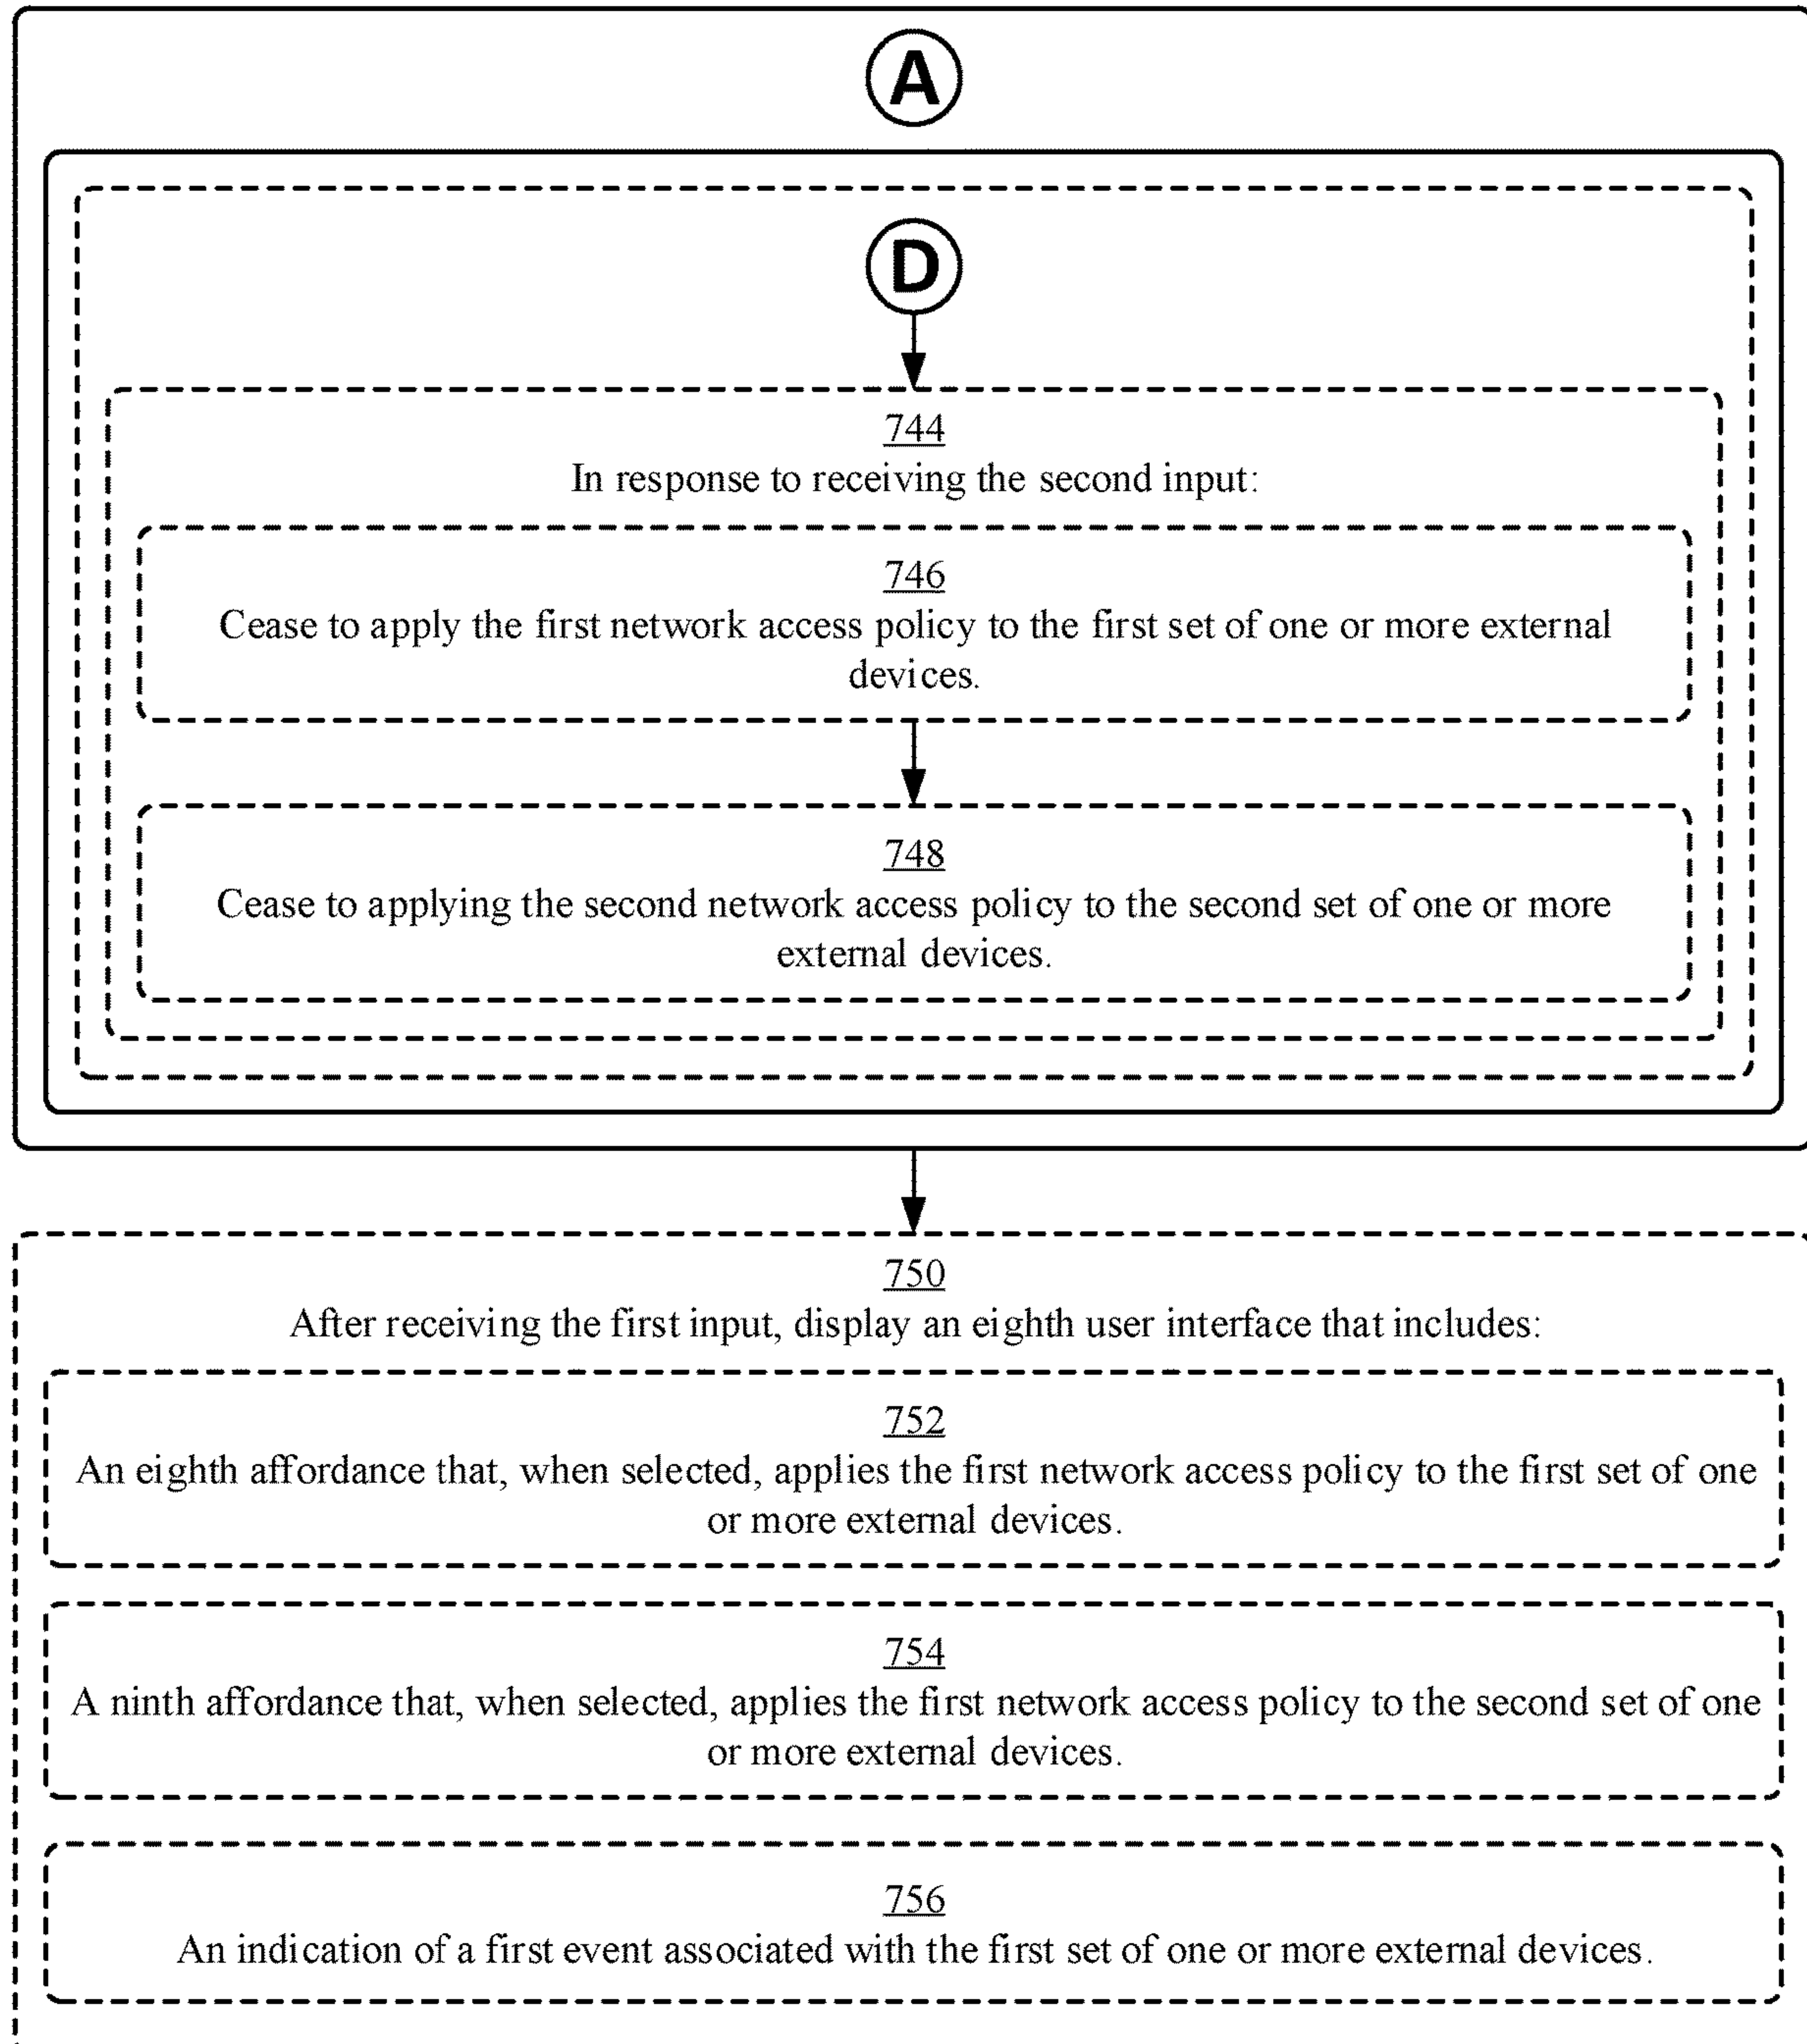 A
D
744
In response to receiving the second input:
746
Cease to apply the first network access policy to the first set of one or more external
devices.
748
Cease to applying the second network access policy to the second set of one or more
external devices.
750
After receiving the first input, display an eighth user interface that includes:
752
An eighth affordance that, when selected, applies the first network access policy to the first set of one
or more external devices.
754
A ninth affordance that, when selected, applies the first network access policy to the second set of one
or more external devices.
756
An indication of a first event associated with the first set of one or more external devices.